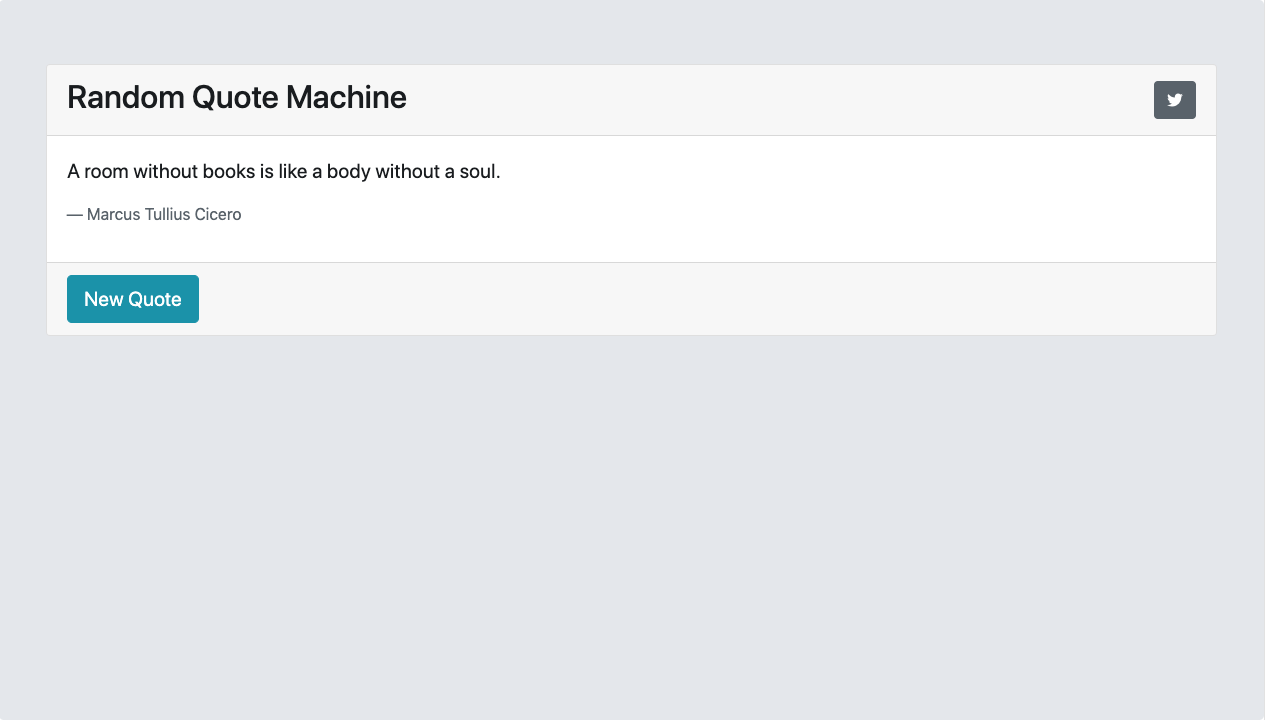 Random Quote Machine
A room without books is like a body without a soul.
— Marcus Tullius Cicero
New Quote